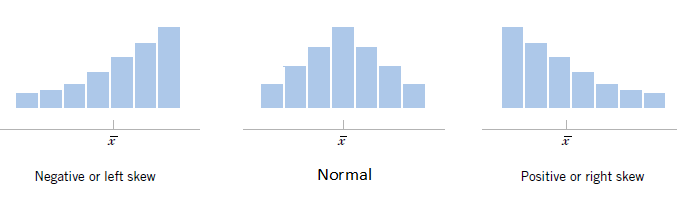 x̅ x̅ x̅
Negative or left skew Normal Positive or right skew